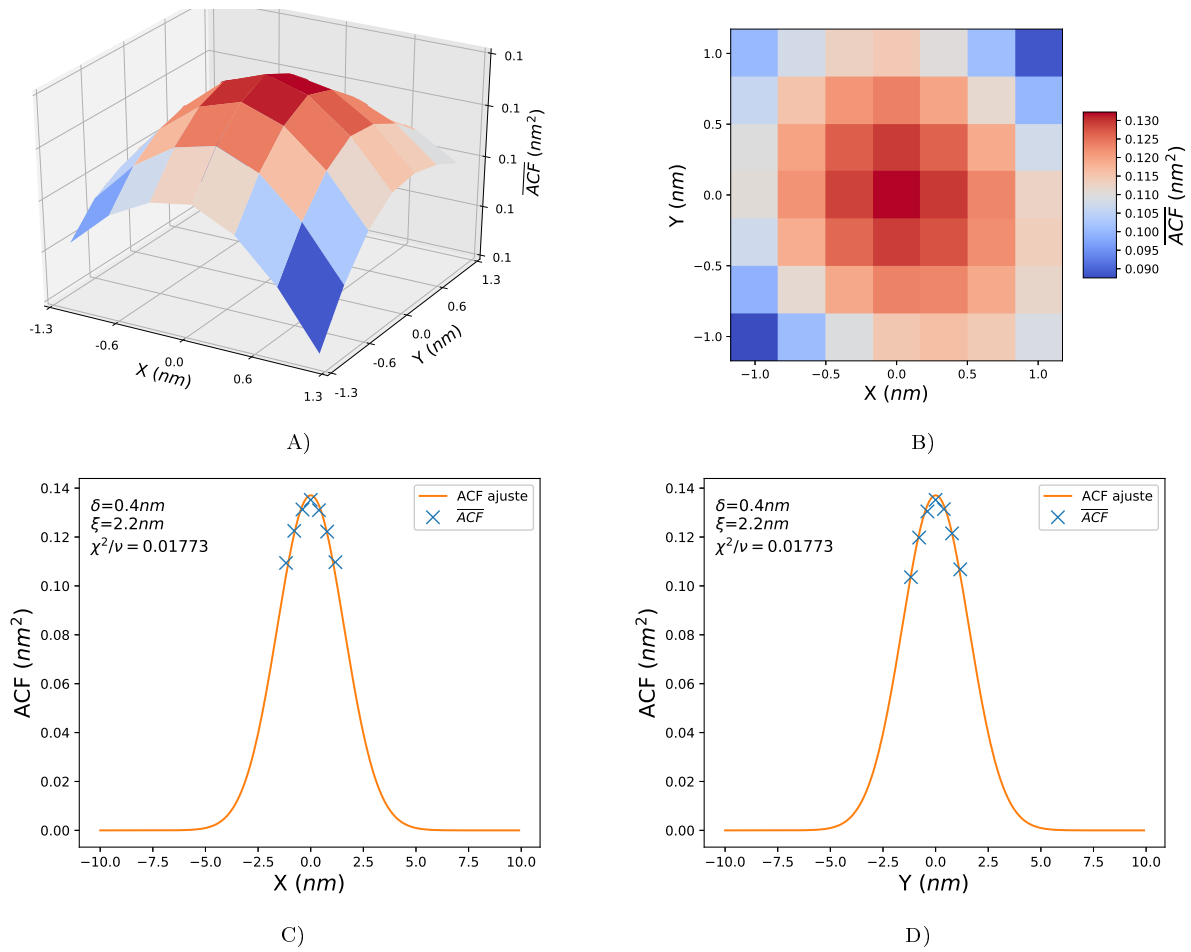 0.1
0.1
0.1
0.1
0.1
ACF (nm²)
-1.3
-0.6
0.0
0.6
1.3
X (nm)
-1.3
-0.6
0.0
0.6
1.3
Y (nm)
A)
1.0
0.5
0.0
−0.5
−1.0
Y (nm)
−1.0 −0.5 0.0 0.5 1.0
X (nm)
0.130
0.125
0.120
0.115
0.110
0.105
0.100
0.095
0.090
ACF (nm²)
B)
δ=0.4nm
ξ=2.2nm
χ²/ν = 0.01773
ACF ajuste
ACF
0.14
0.12
0.10
0.08
0.06
0.04
0.02
0.00
ACF (nm²)
−10.0 −7.5 −5.0 −2.5 0.0 2.5 5.0 7.5 10.0
X (nm)
C)
δ=0.4nm
ξ=2.2nm
χ²/ν = 0.01773
ACF ajuste
ACF
0.14
0.12
0.10
0.08
0.06
0.04
0.02
0.00
ACF (nm²)
−10.0 −7.5 −5.0 −2.5 0.0 2.5 5.0 7.5 10.0
Y (nm)
D)